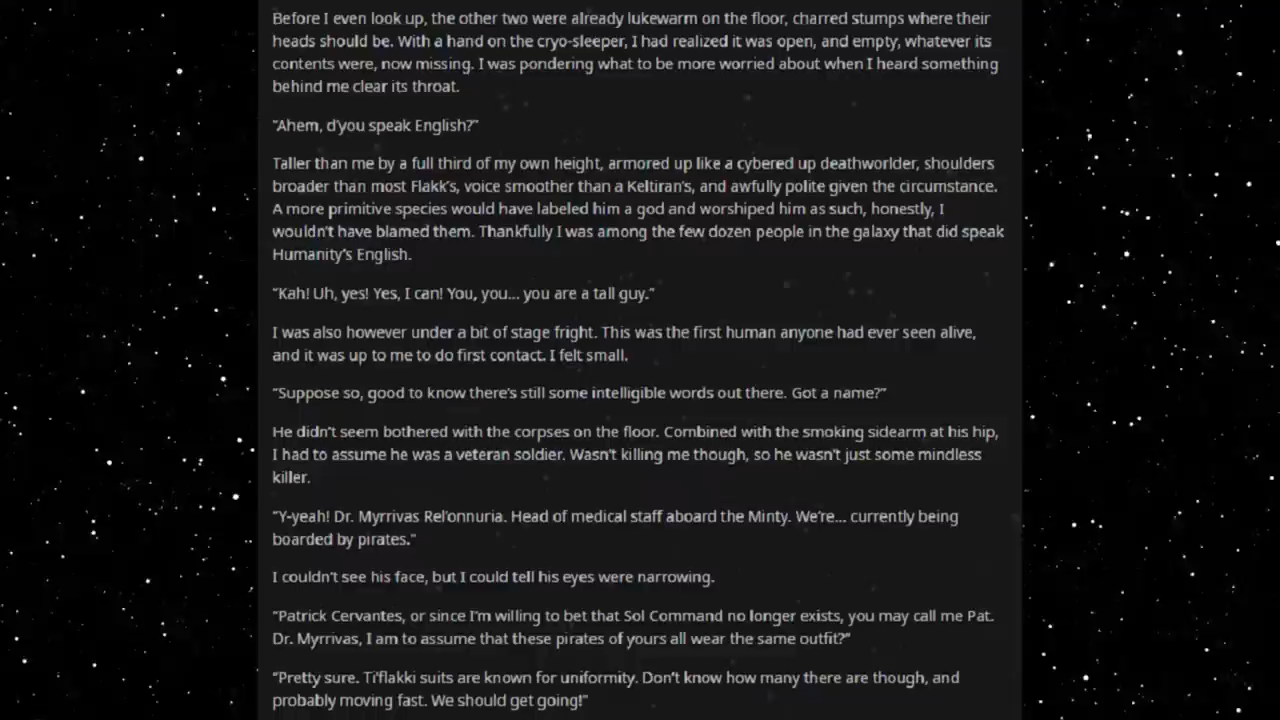 Before I even look up, the other two were already lukewarm on the floor, charred stumps where their
heads should be. With a hand on the cryo-sleeper, I had realized it was open, and empty, whatever its
contents were, now missing. I was pondering what to be more worried about when I heard something
behind me clear its throat.
“Ahem, d’you speak English?”
Taller than me by a full third of my own height, armored up like a cybered up deathworlder, shoulders
broader than most Flakk’s, voice smoother than a Keltiran’s, and awfully polite given the circumstance.
A more primitive species would have labeled him a god and worshiped him as such, honestly, I
wouldn’t have blamed them. Thankfully I was among the few dozen people in the galaxy that did speak
Humanity’s English.
“Kah! Uh, yes! Yes, I can! You, you... you are a tall guy.”
I was also however under a bit of stage fright. This was the first human anyone had ever seen alive,
and it was up to me to do first contact. I felt small.
“Suppose so, good to know there’s still some intelligible words out there. Got a name?”
He didn’t seem bothered with the corpses on the floor. Combined with the smoking sidearm at his hip,
I had to assume he was a veteran soldier. Wasn’t killing me though, so he wasn’t just some mindless
killer.
“Y-yeah! Dr. Myrrivas Rel’onnuria. Head of medical staff aboard the Minty. We’re... currently being
boarded by pirates.”
I couldn’t see his face, but I could tell his eyes were narrowing.
“Patrick Cervantes, or since I’m willing to bet that Sol Command no longer exists, you may call me Pat.
Dr. Myrrivas, I am to assume that these pirates of yours all wear the same outfit?”
“Pretty sure. Ti’flakki suits are known for uniformity. Don’t know how many there are though, and
probably moving fast. We should get going!”